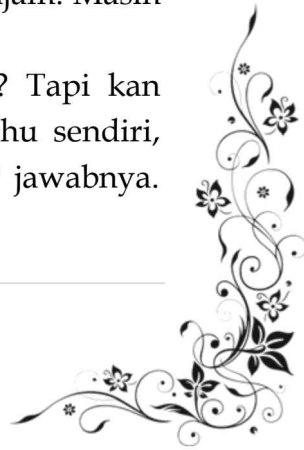 ? Tapi kan
hu sendiri,
jawabnya.